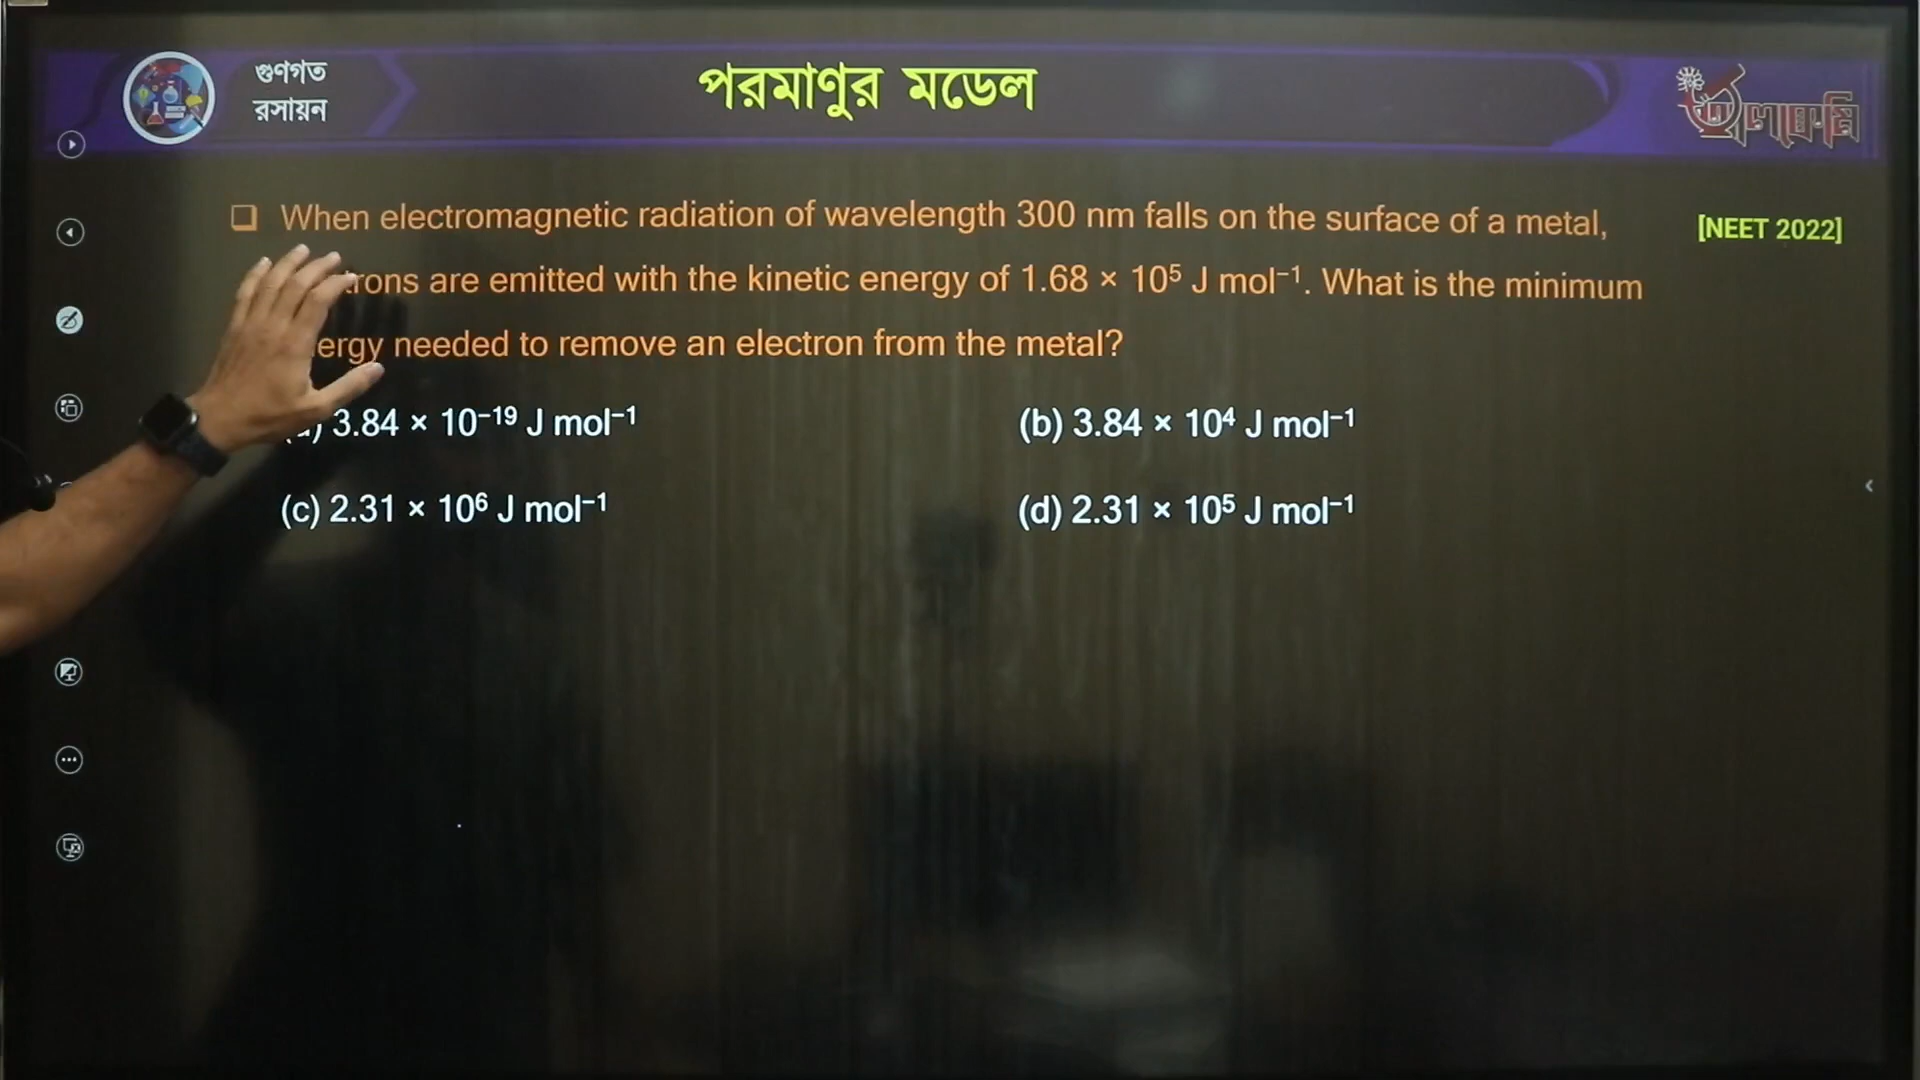 গুণগত
রসায়ন
পরমাণুর মডেল
When electromagnetic radiation of wavelength 300 nm falls on the surface of a metal,
[NEET 2022]
trons are emitted with the kinetic energy of 1.68 × 10⁵ J mol⁻¹. What is the minimum
ergy needed to remove an electron from the metal?
3.84 × 10⁻¹⁹ J mol⁻¹
(b) 3.84 × 10⁴ J mol⁻¹
(c) 2.31 × 10⁶ J mol⁻¹
(d) 2.31 × 10⁵ J mol⁻¹